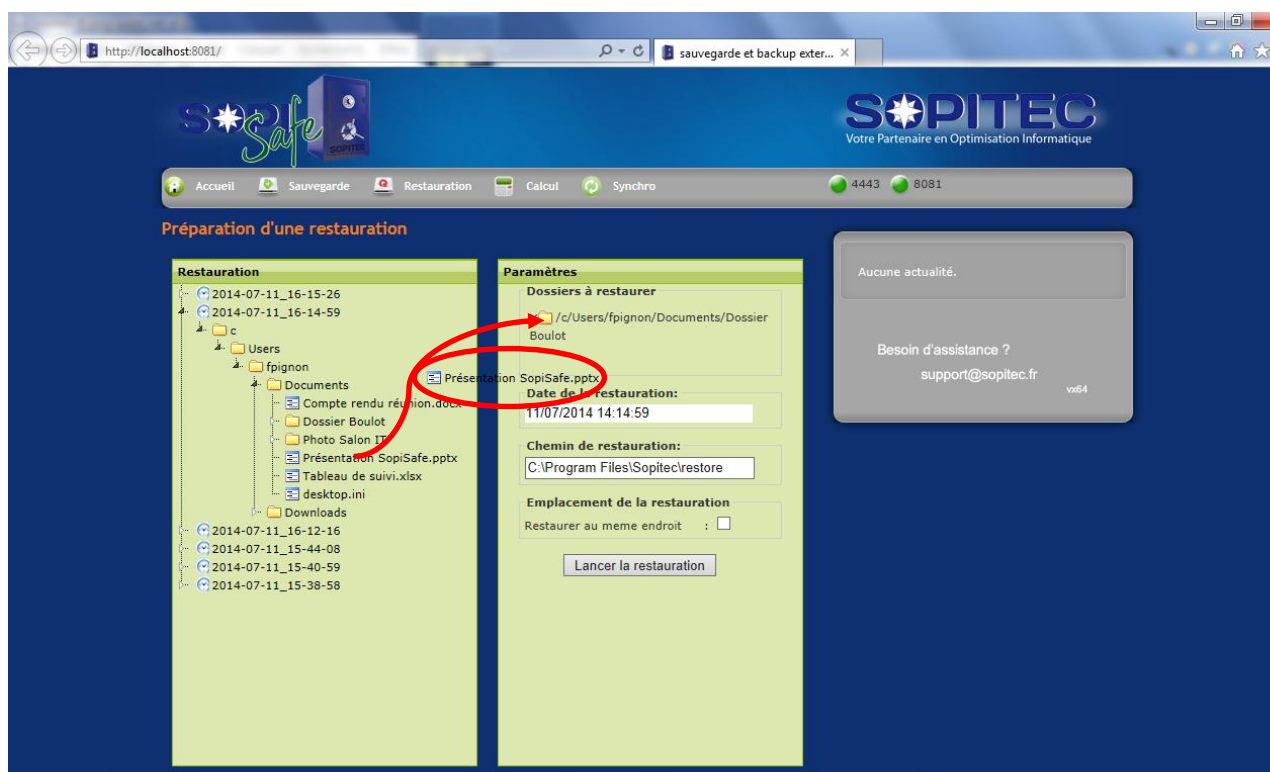 http://localhost:8081/
sauvegarde et backup exter...
SOPI
Safe
SOPITEC
SOPITEC
Votre Partenaire en Optimisation Informatique
Accueil Sauvegarde Restauration Calcul Synchro 4443 8081
Préparation d'une restauration
Restauration
2014-07-11_16-15-26
2014-07-11_16-14-59
c
Users
fpignon
Documents
Compte rendu réunion.docx
Dossier Boulot
Photo Salon IT
Présentation SopiSafe.pptx
Tableau de suivi.xlsx
desktop.ini
Downloads
2014-07-11_16-12-16
2014-07-11_15-44-08
2014-07-11_15-40-59
2014-07-11_15-38-58
Présentation SopiSafe.pptx
Paramètres
Dossiers à restaurer
/c/Users/fpignon/Documents/Dossier
Boulot
Date de la restauration:
11/07/2014 14:14:59
Chemin de restauration:
C:\Program Files\Sopitec\restore
Emplacement de la restauration
Restaurer au meme endroit :
Lancer la restauration
Aucune actualité.
Besoin d'assistance ?
support@sopitec.fr
vx64